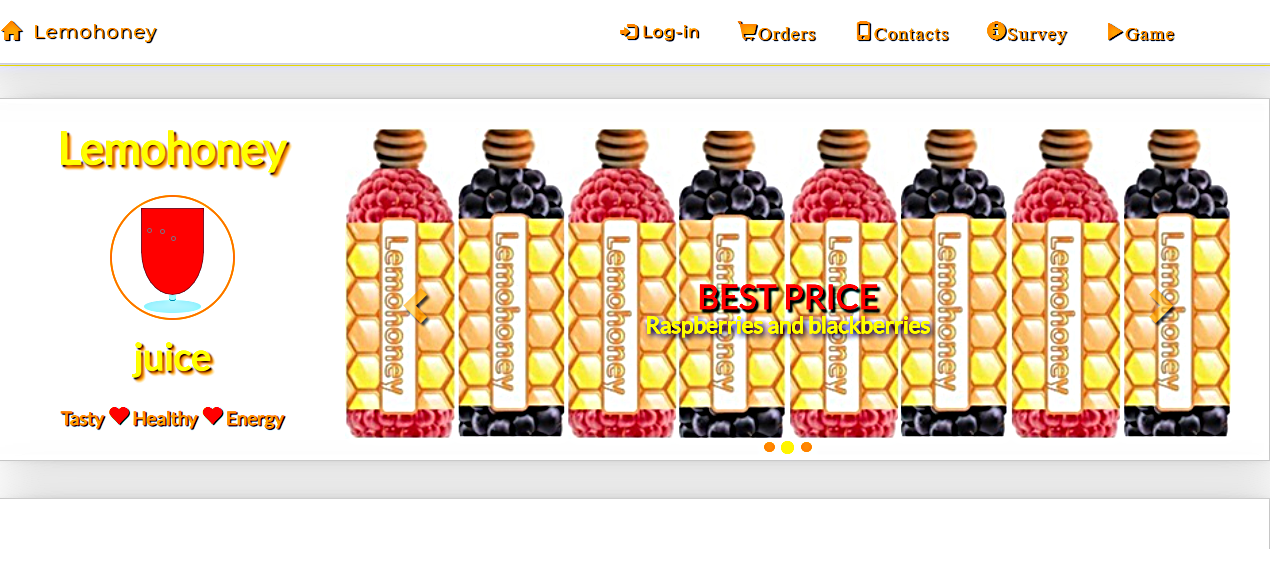 Lemohoney Log-in Orders Contacts Survey Game
Lemohoney
juice
Tasty Healthy Energy
Lemohoney Lemohoney Lemohoney Lemohoney Lemohoney Lemohoney Lemohoney Lemohoney
BEST PRICE
Raspberries and blackberries